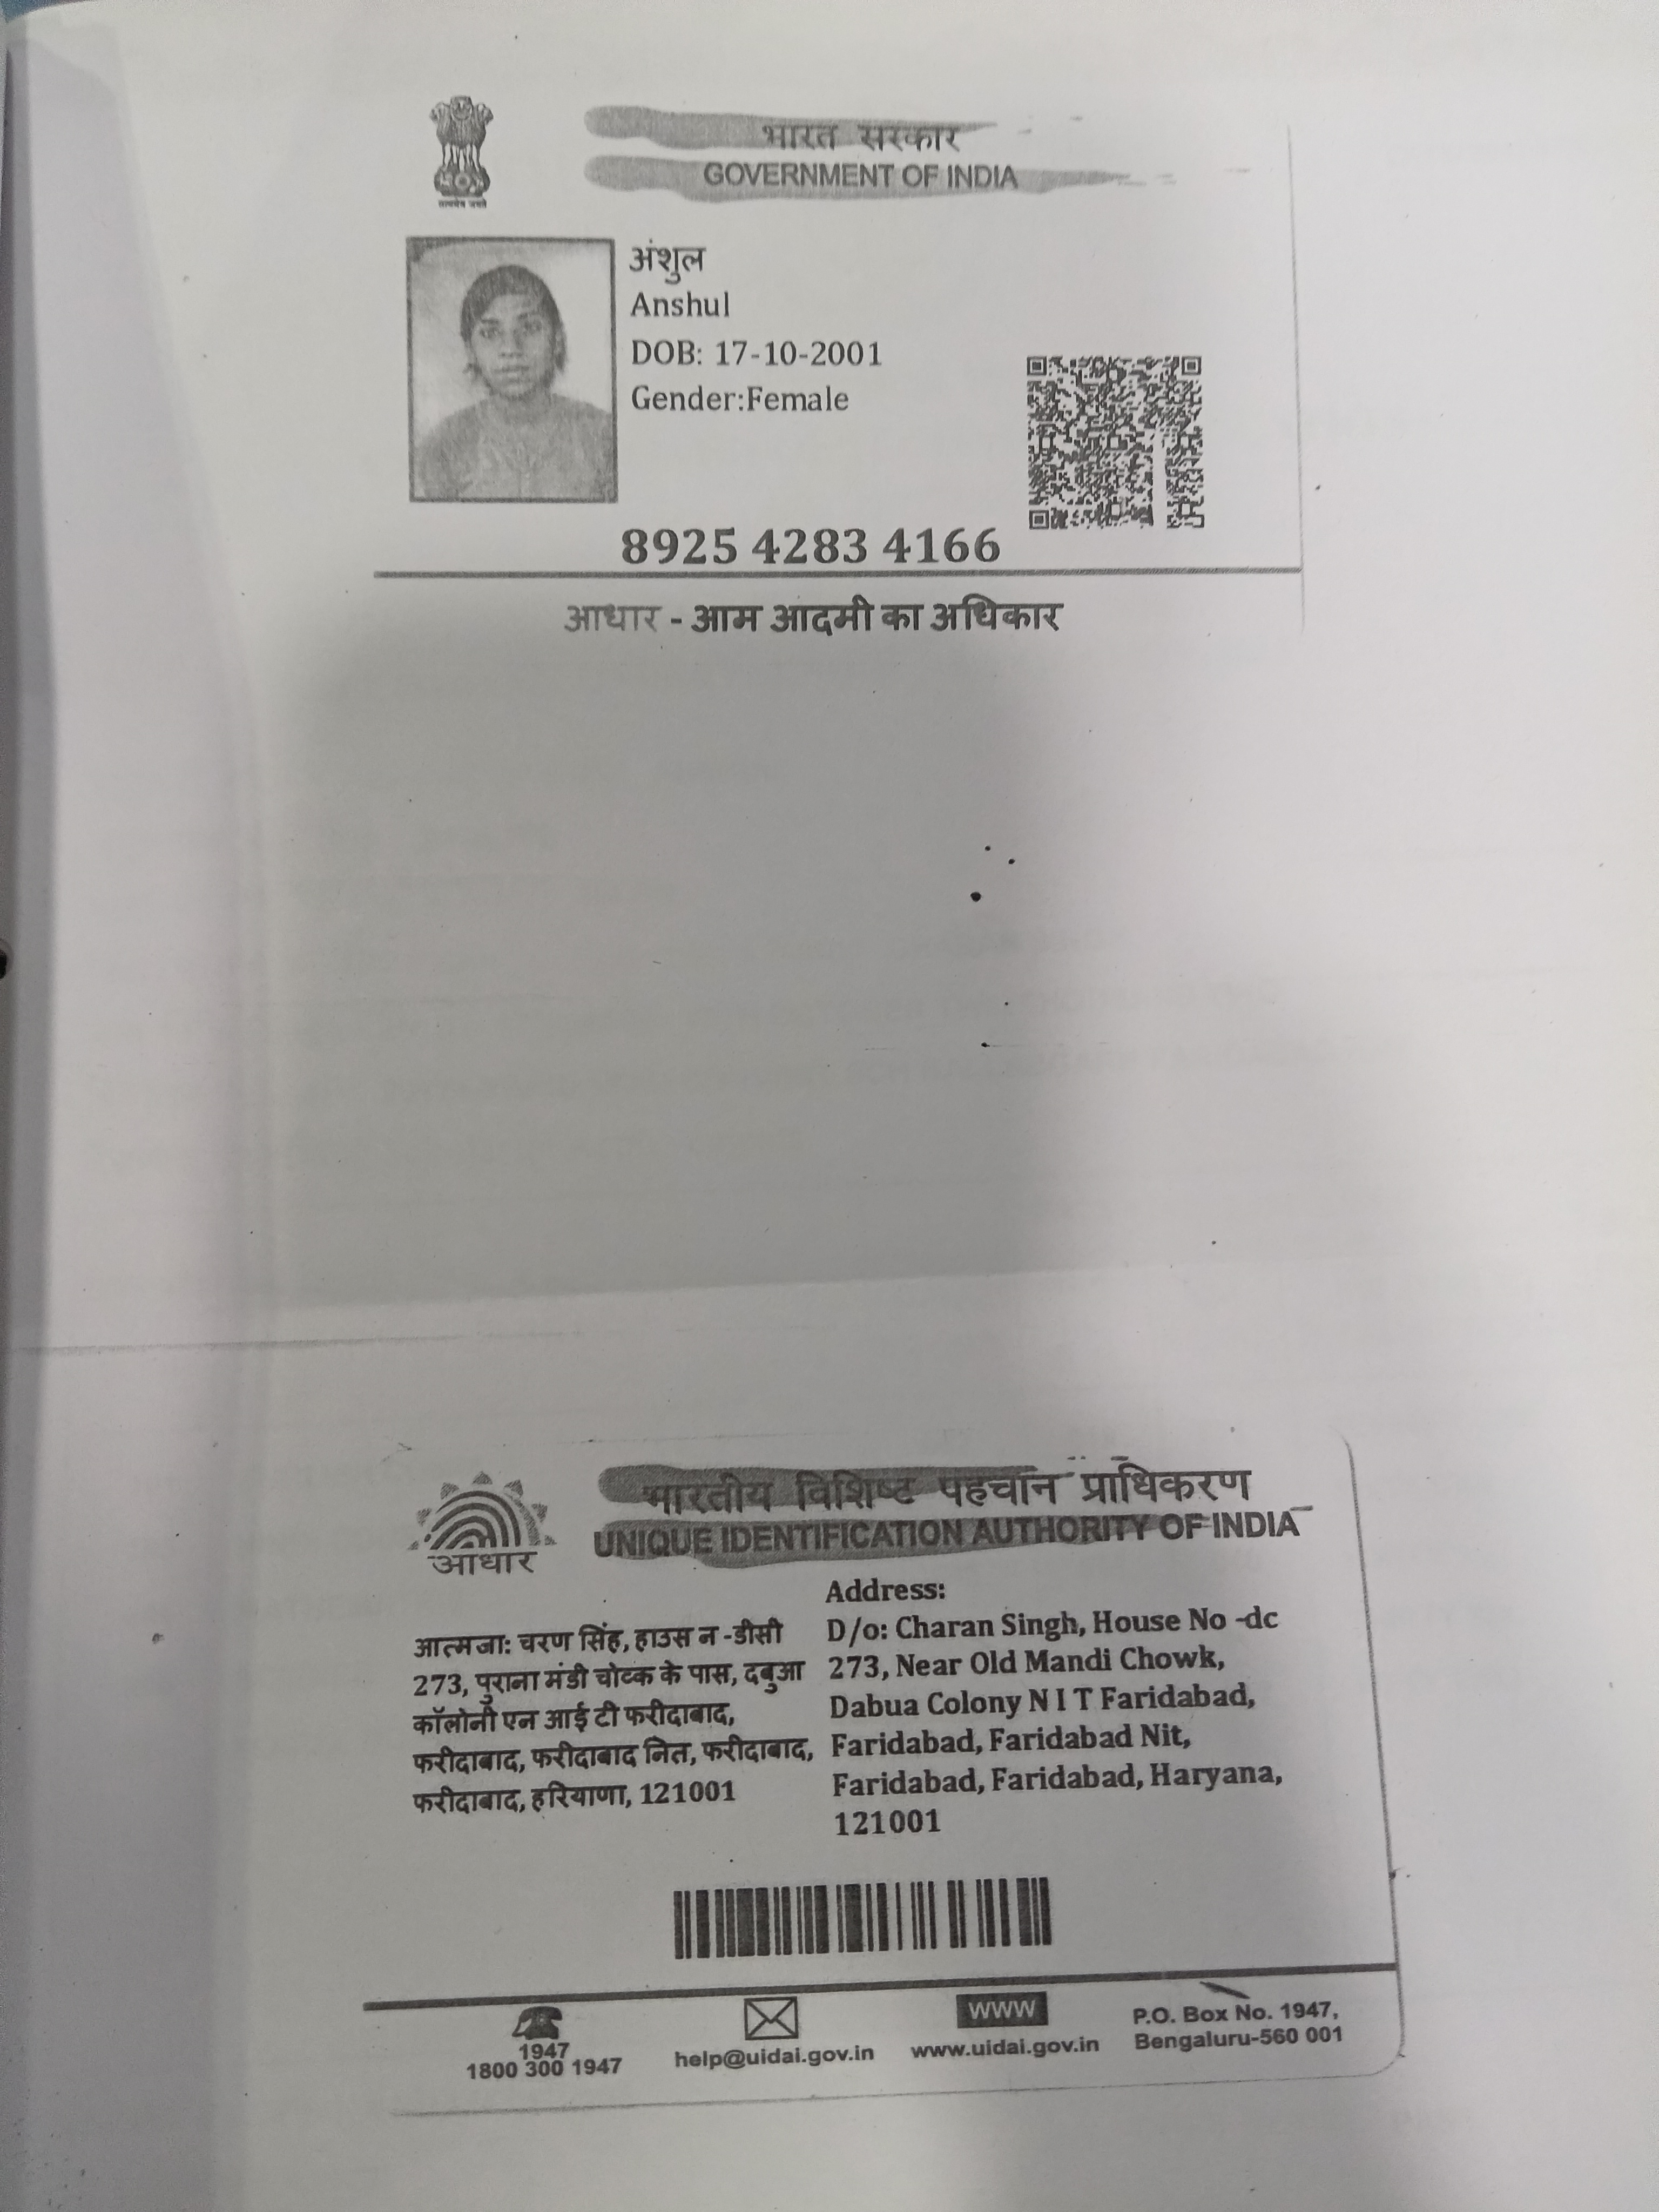 सत्यमेव जयते
भारत सरकार
GOVERNMENT OF INDIA
अंशुल
Anshul
DOB: 17-10-2001
Gender:Female
8925 4283 4166
आधार - आम आदमी का अधिकार
भारतीय विशिष्ट पहचान प्राधिकरण
UNIQUE IDENTIFICATION AUTHORITY OF INDIA
आधार
आत्मजा: चरण सिंह, हाउस न -डीसी
273, पुराना मंडी चोव्क के पास, दबुआ
कॉलोनी एन आई टी फरीदाबाद,
फरीदाबाद, फरीदाबाद नित, फरीदाबाद,
फरीदाबाद, हरियाणा, 121001
Address:
D/o: Charan Singh, House No -dc
273, Near Old Mandi Chowk,
Dabua Colony N I T Faridabad,
Faridabad, Faridabad Nit,
Faridabad, Faridabad, Haryana,
121001
1947
1800 300 1947
help@uidai.gov.in
WWW
www.uidai.gov.in
P.O. Box No. 1947,
Bengaluru-560 001